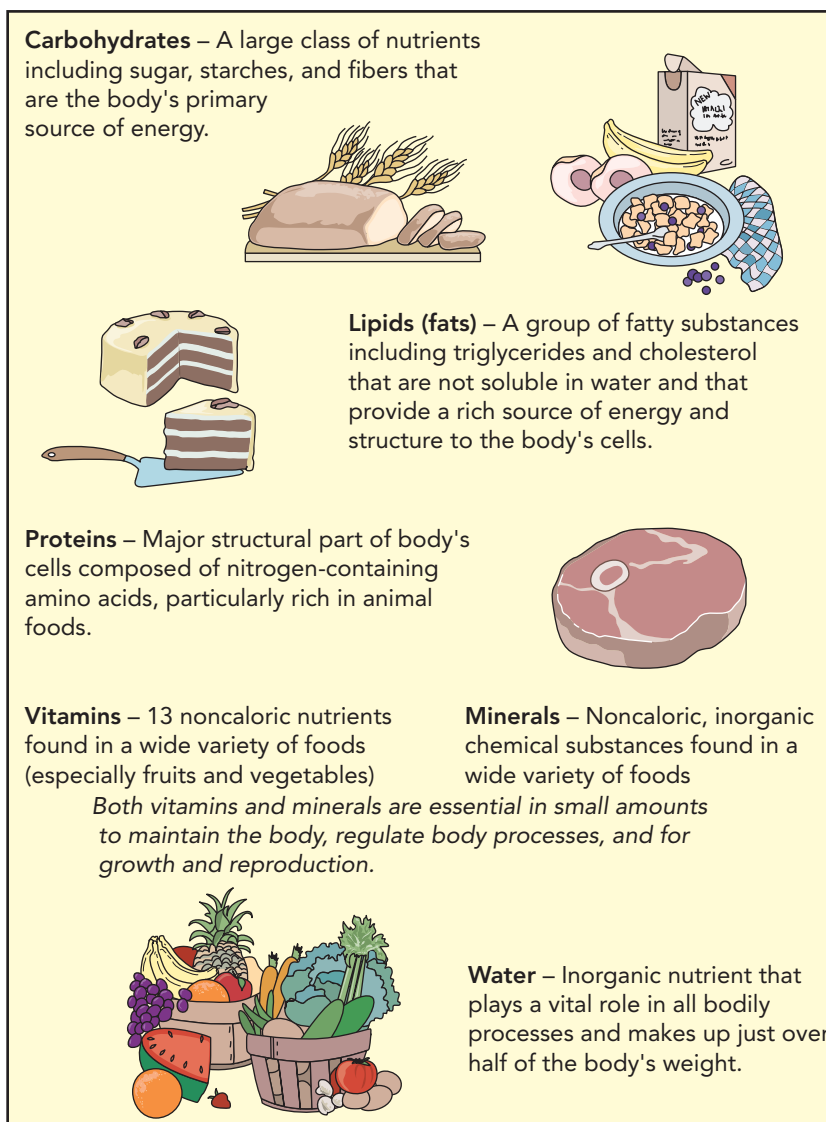 Carbohydrates – A large class of nutrients
including sugar, starches, and fibers that
are the body's primary
source of energy.
NEW
Lipids (fats) – A group of fatty substances
including triglycerides and cholesterol
that are not soluble in water and that
provide a rich source of energy and
structure to the body's cells.
Proteins – Major structural part of body's
cells composed of nitrogen-containing
amino acids, particularly rich in animal
foods.
Vitamins – 13 noncaloric nutrients
found in a wide variety of foods
(especially fruits and vegetables)
Minerals – Noncaloric, inorganic
chemical substances found in a
wide variety of foods
Both vitamins and minerals are essential in small amounts
to maintain the body, regulate body processes, and for
growth and reproduction.
Water – Inorganic nutrient that
plays a vital role in all bodily
processes and makes up just over
half of the body's weight.